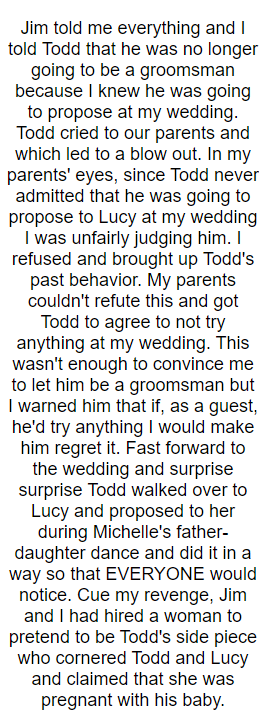 Jim told me everything and I
told Todd that he was no longer
going to be a groomsman
because I knew he was going
to propose at my wedding.
Todd cried to our parents and
which led to a blow out. In my
parents' eyes, since Todd never
admitted that he was going to
propose to Lucy at my wedding
I was unfairly judging him. I
refused and brought up Todd's
past behavior. My parents
couldn't refute this and got
Todd to agree to not try
anything at my wedding. This
wasn't enough to convince me
to let him be a groomsman but
I warned him that if, as a guest,
he'd try anything I would make
him regret it. Fast forward to
the wedding and surprise
surprise Todd walked over to
Lucy and proposed to her
during Michelle's father-
daughter dance and did it in a
way so that EVERYONE would
notice. Cue my revenge, Jim
and I had hired a woman to
pretend to be Todd's side piece
who cornered Todd and Lucy
and claimed that she was
pregnant with his baby.